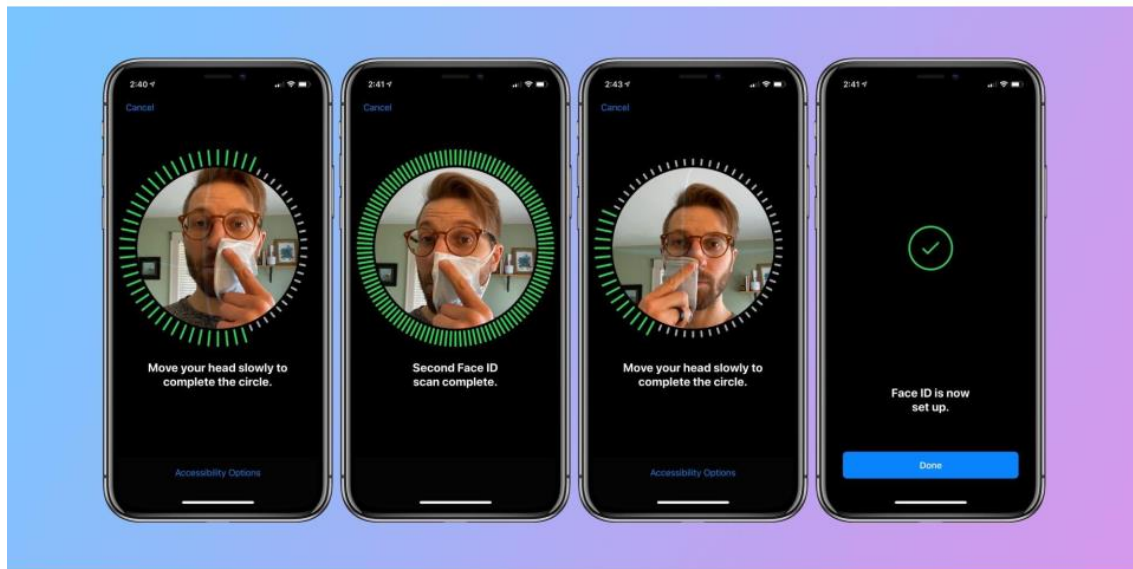 2:40
Cancel
Move your head slowly to
complete the circle.
Accessibility Options
2:41
Cancel
Second Face ID
scan complete.
2:43
Cancel
Move your head slowly to
complete the circle.
Accessibility Options
2:41
Face ID is now
set up.
Done